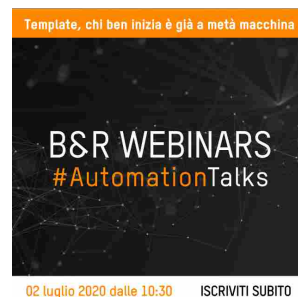 Template, chi ben inizia è già a metà macchina
B&R WEBINARS
#AutomationTalks
02 luglio 2020 dalle 10:30 ISCRIVITI SUBITO